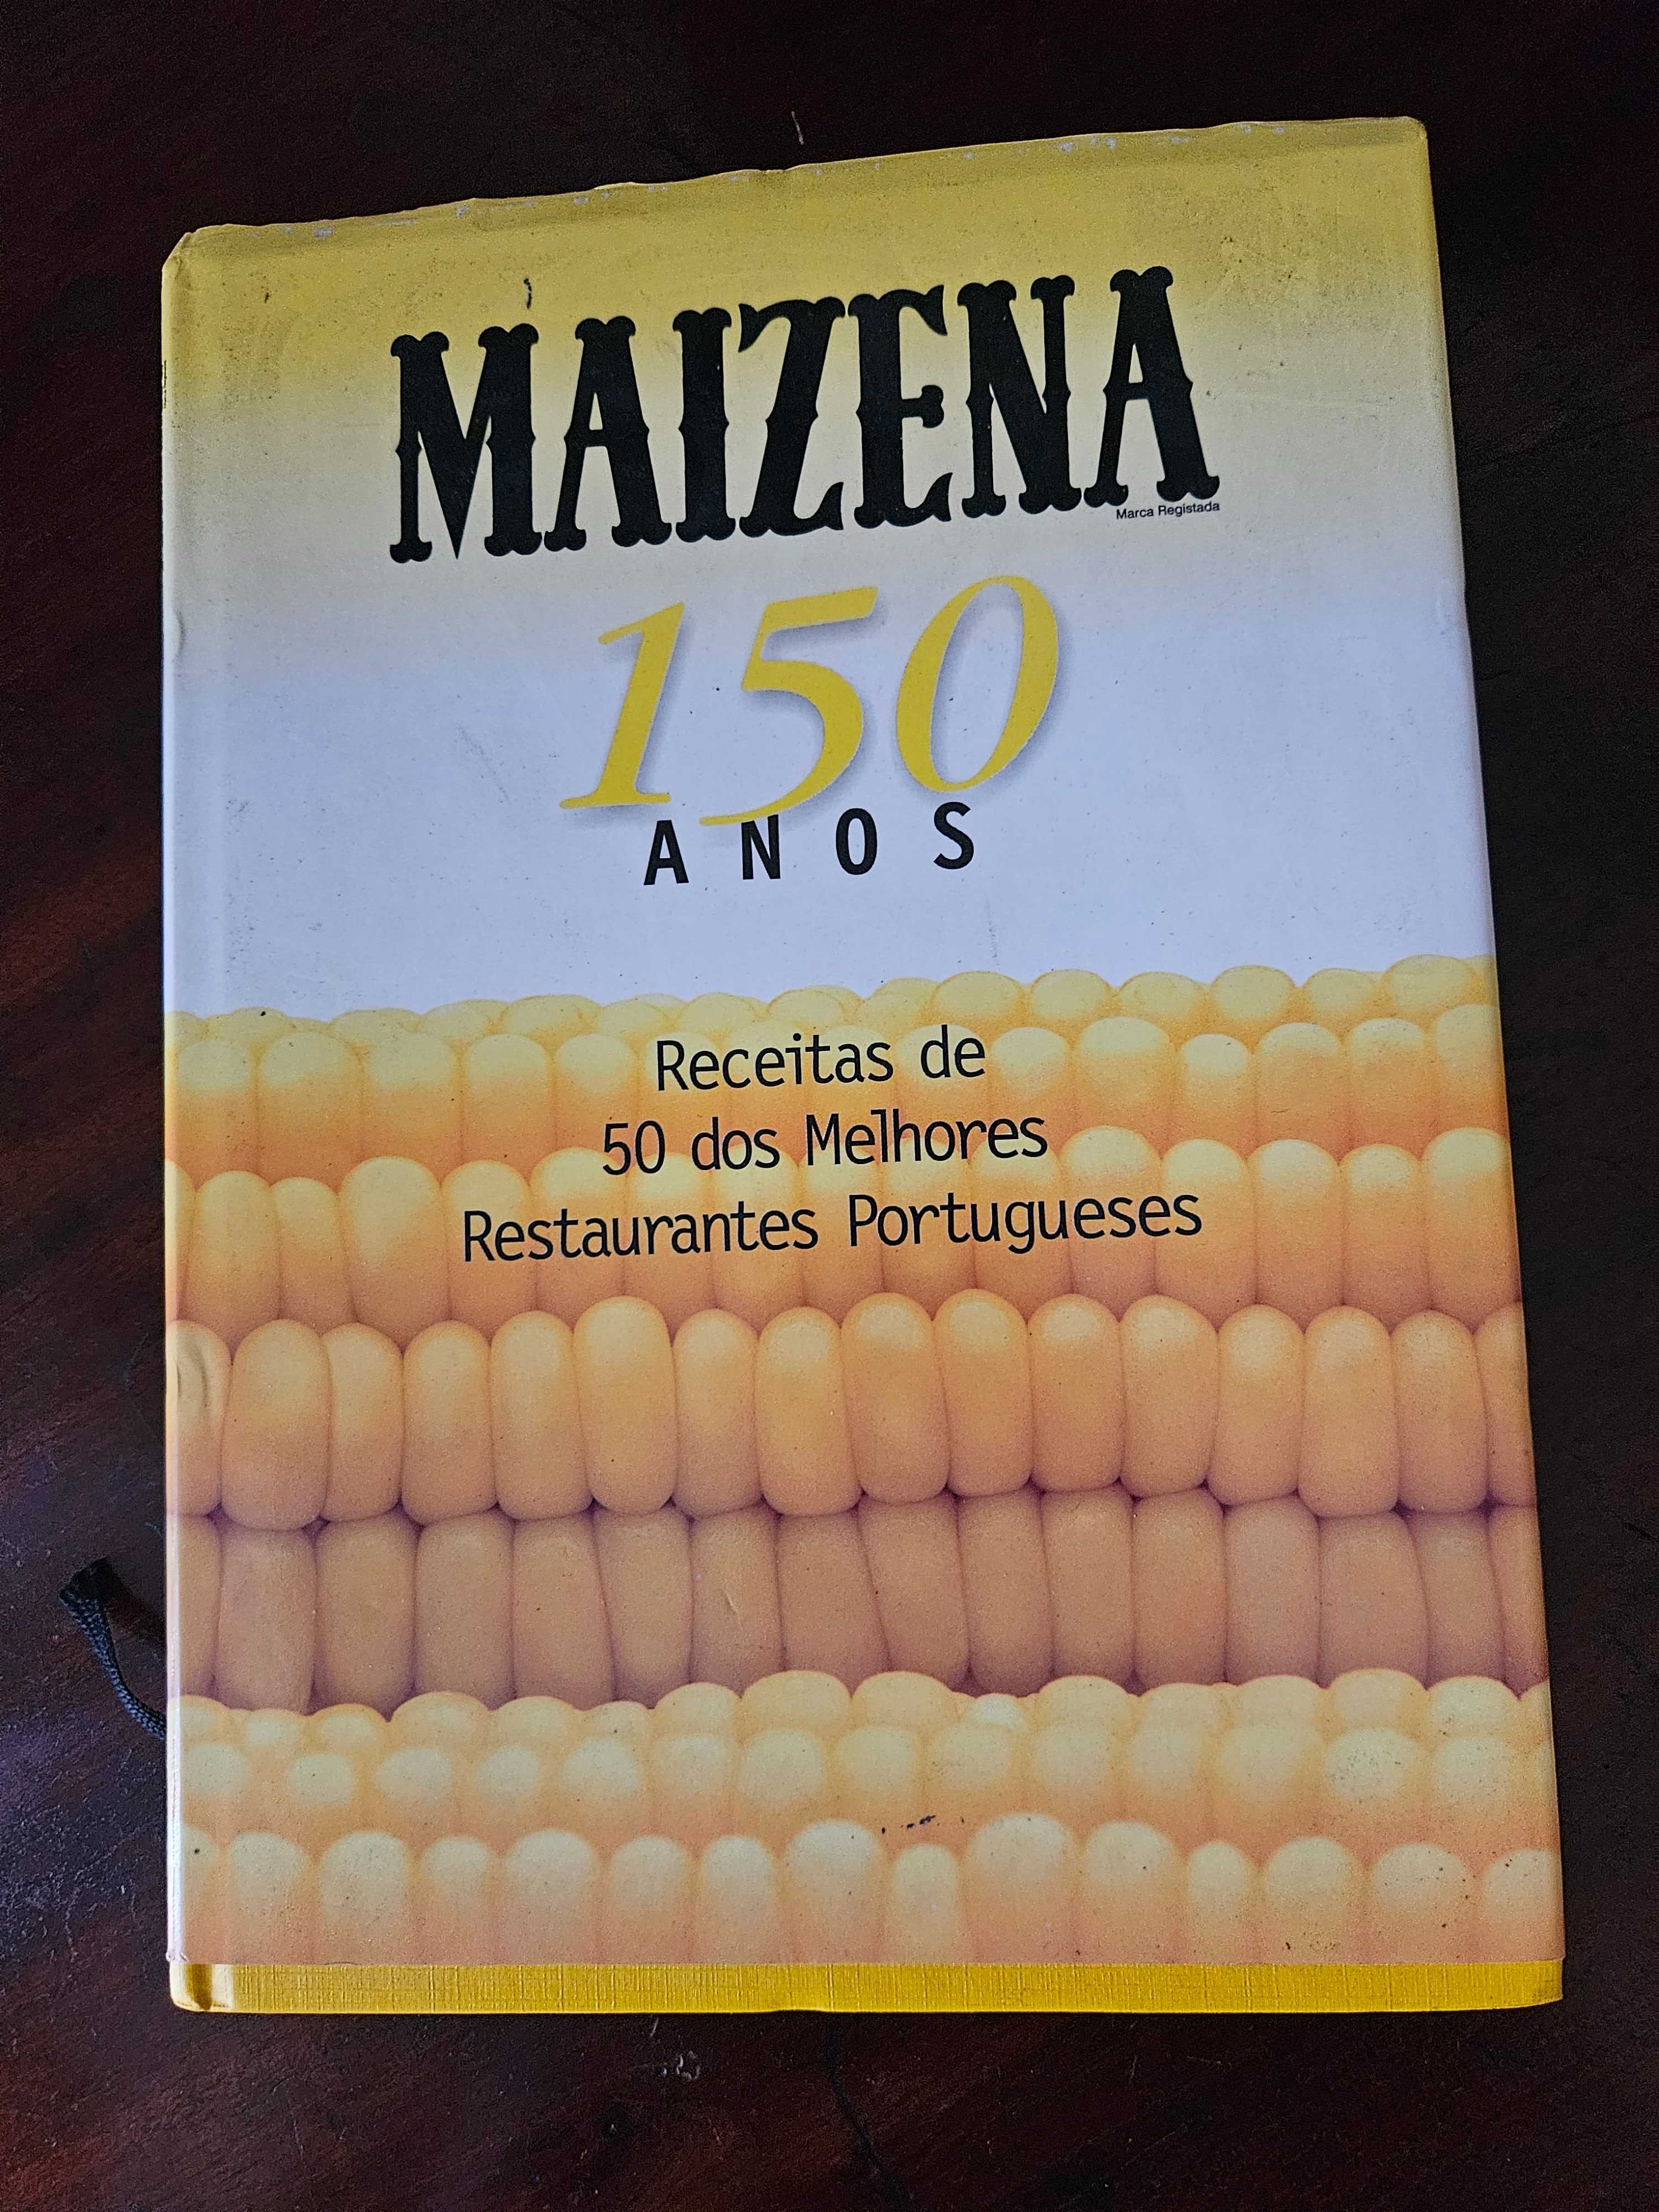 MAIZENA
Marca Registada
150
ANOS
Receitas de
50 dos Melhores
Restaurantes Portugueses